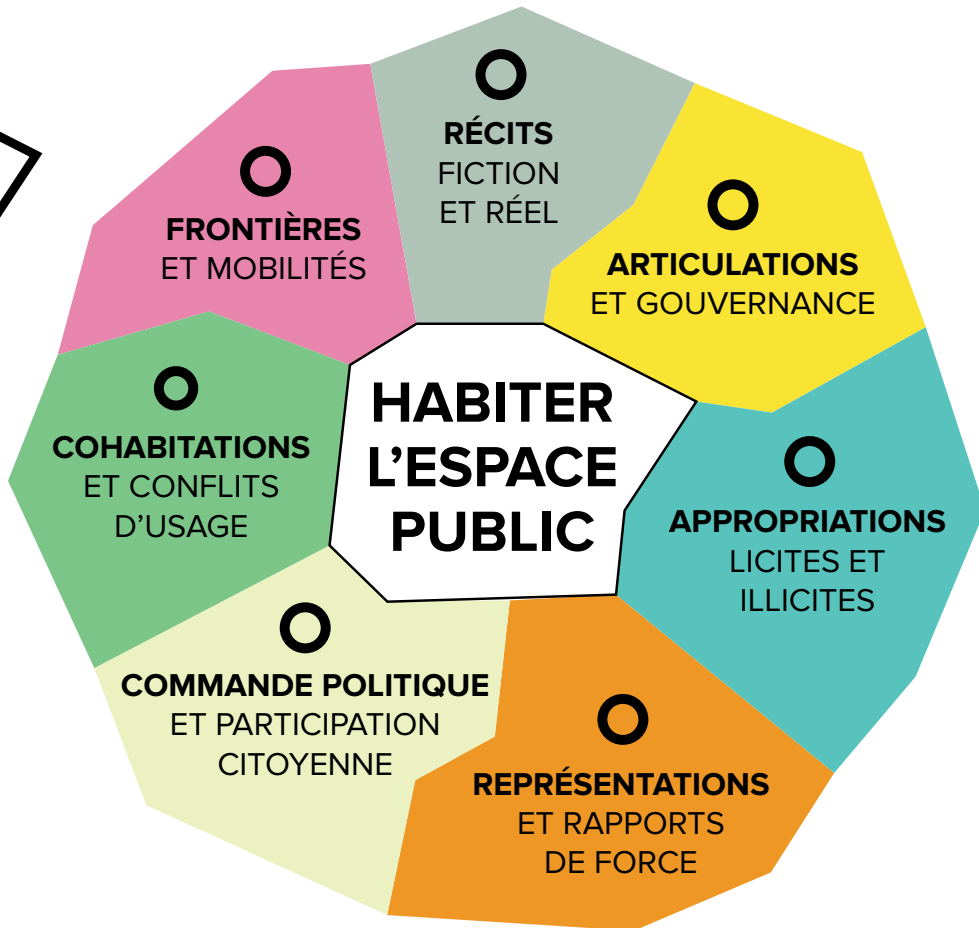 RÉCITS
FICTION
ET RÉEL
FRONTIÈRES
ET MOBILITÉS
ARTICULATIONS
ET GOUVERNANCE
HABITER
L’ESPACE
PUBLIC
COHABITATIONS
ET CONFLITS
D’USAGE
APPROPRIATIONS
LICITES ET
ILLICITES
COMMANDE POLITIQUE
ET PARTICIPATION
CITOYENNE
REPRÉSENTATIONS
ET RAPPORTS
DE FORCE